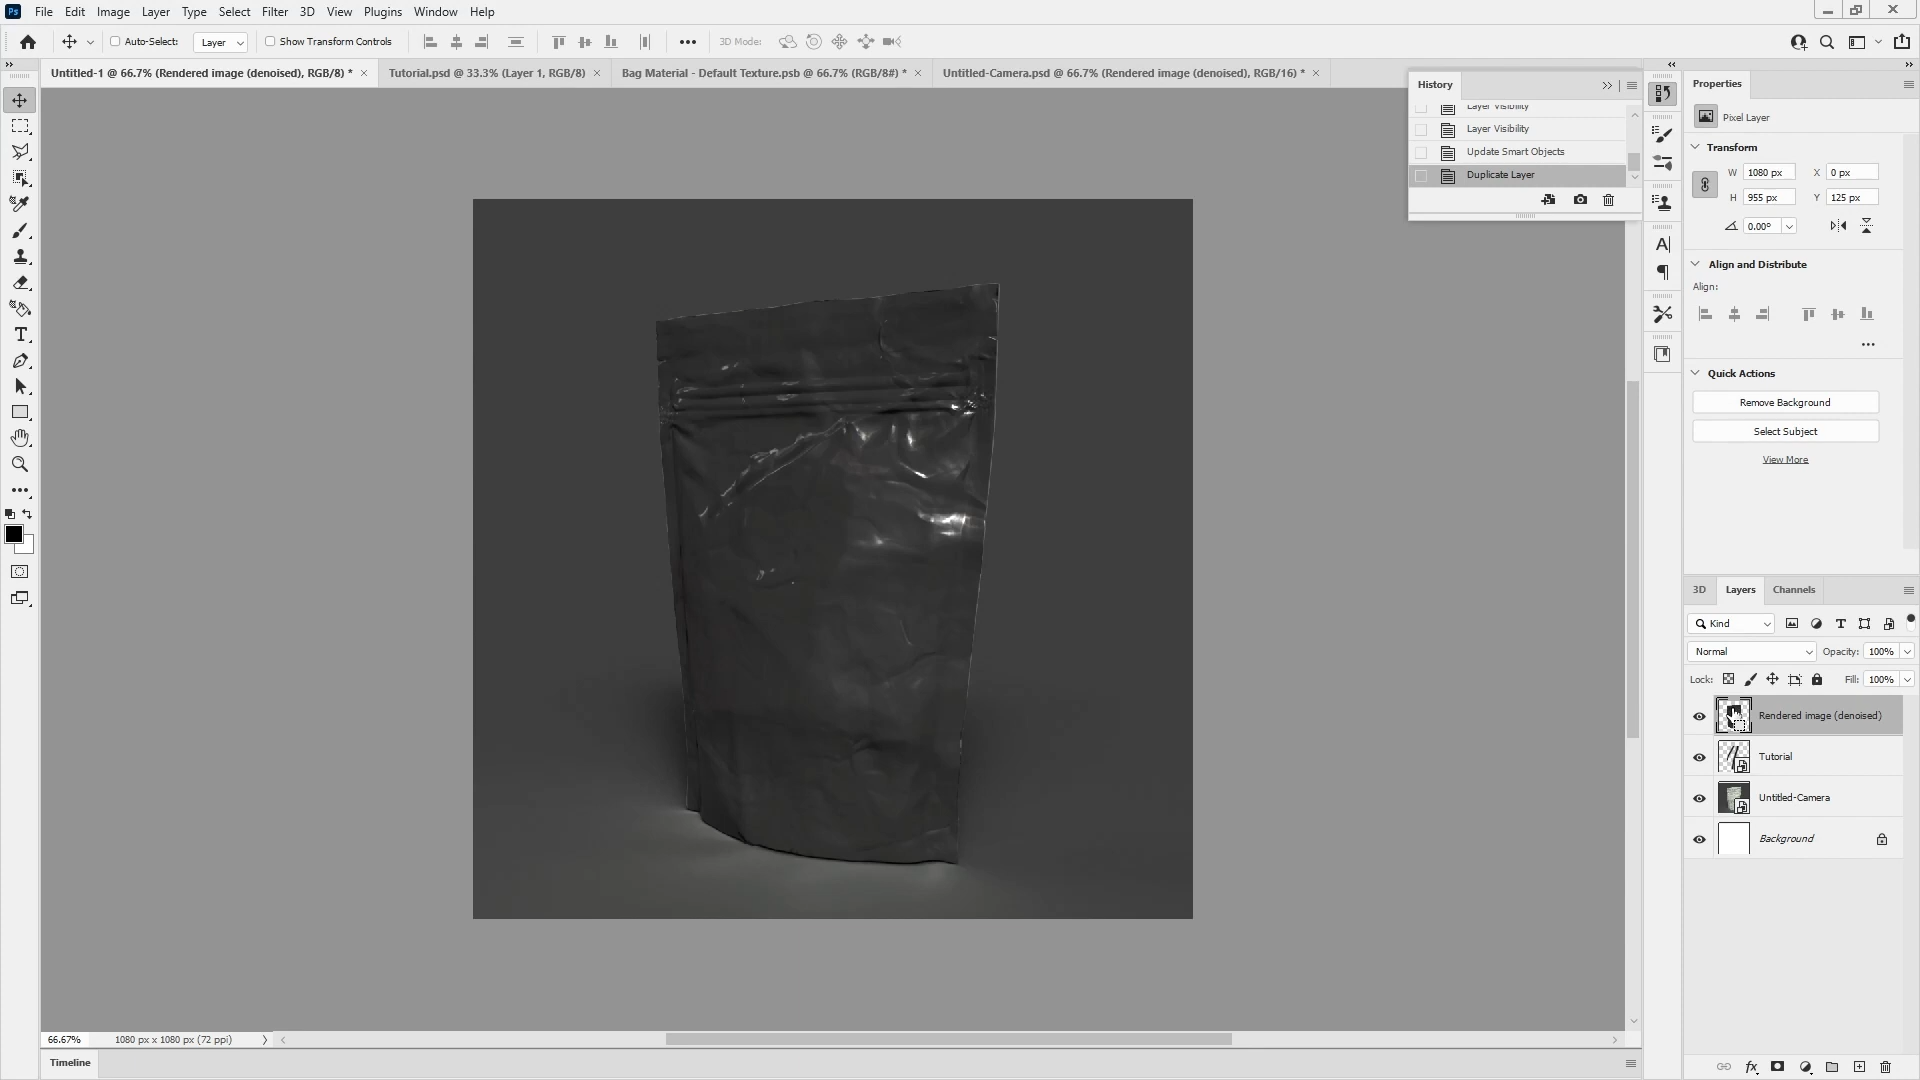 Ps File Edit Image Layer Type Select Filter 3D View Plugins Window Help
Auto-Select: Layer Show Transform Controls 3D Mode:
Untitled-1 @ 66.7% (Rendered image (denoised), RGB/8) * Tutorial.psd @ 33.3% (Layer 1, RGB/8) Bag Material - Default Texture.psb @ 66.7% (RGB/8#) * Untitled-Camera.psd @ 66.7% (Rendered image (denoised), RGB/16) *
History
Layer Visibility
Layer Visibility
Update Smart Objects
Duplicate Layer
Properties
Pixel Layer
Transform
W 1080 px X 0 px
H 955 px Y 125 px
0.00°
Align and Distribute
Align:
Quick Actions
Remove Background
Select Subject
View More
3D Layers Channels
Kind
Normal Opacity: 100%
Lock: Fill: 100%
Rendered image (denoised)
Tutorial
Untitled-Camera
Background
66.67% 1080 px x 1080 px (72 ppi)
Timeline